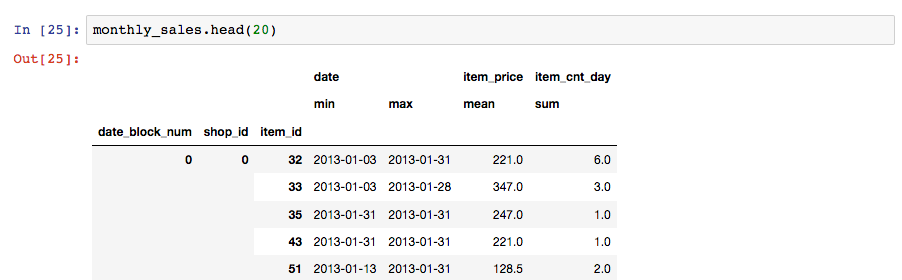 In [25]: monthly_sales.head(20)
Out[25]:
date item_price item_cnt_day
min max mean sum
date_block_num shop_id item_id
0 0 32 2013-01-03 2013-01-31 221.0 6.0
33 2013-01-03 2013-01-28 347.0 3.0
35 2013-01-31 2013-01-31 247.0 1.0
43 2013-01-31 2013-01-31 221.0 1.0
51 2013-01-13 2013-01-31 128.5 2.0